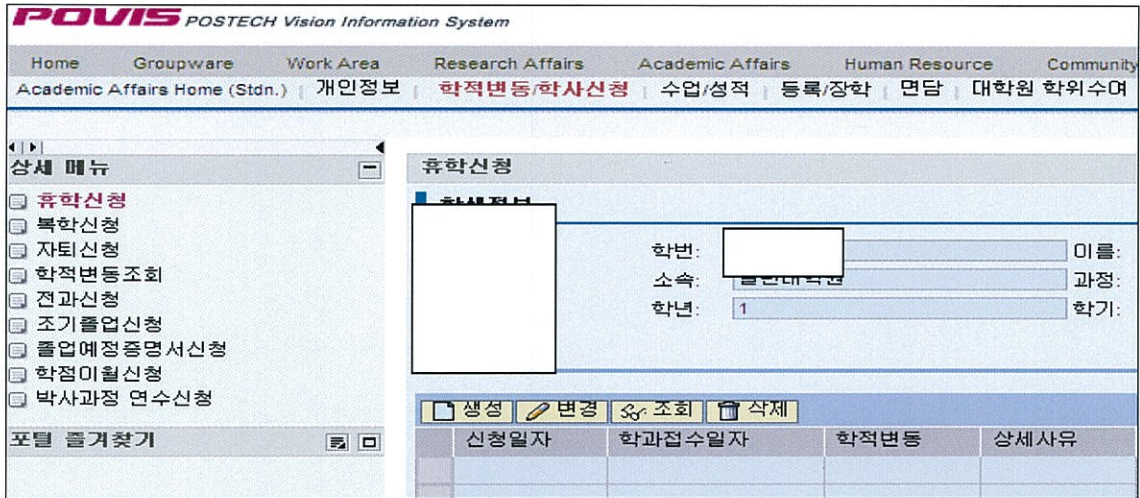 POVIS POSTECH Vision Information System
Home Groupware Work Area Research Affairs Academic Affairs Human Resource Community
Academic Affairs Home (Stdn.) 개인정보 학적변동/학사신청 수업/성적 등록/장학 면담 대학원 학위수여
상세 메뉴
휴학신청
복학신청
자퇴신청
학적변동조회
전과신청
조기졸업신청
졸업예정증명서신청
학점이월신청
박사과정 연수신청
포털 즐겨찾기
휴학신청
학번: 이름:
소속: 과정:
학년: 1 학기:
생성 변경 조회 삭제
신청일자 학과접수일자 학적변동 상세사유